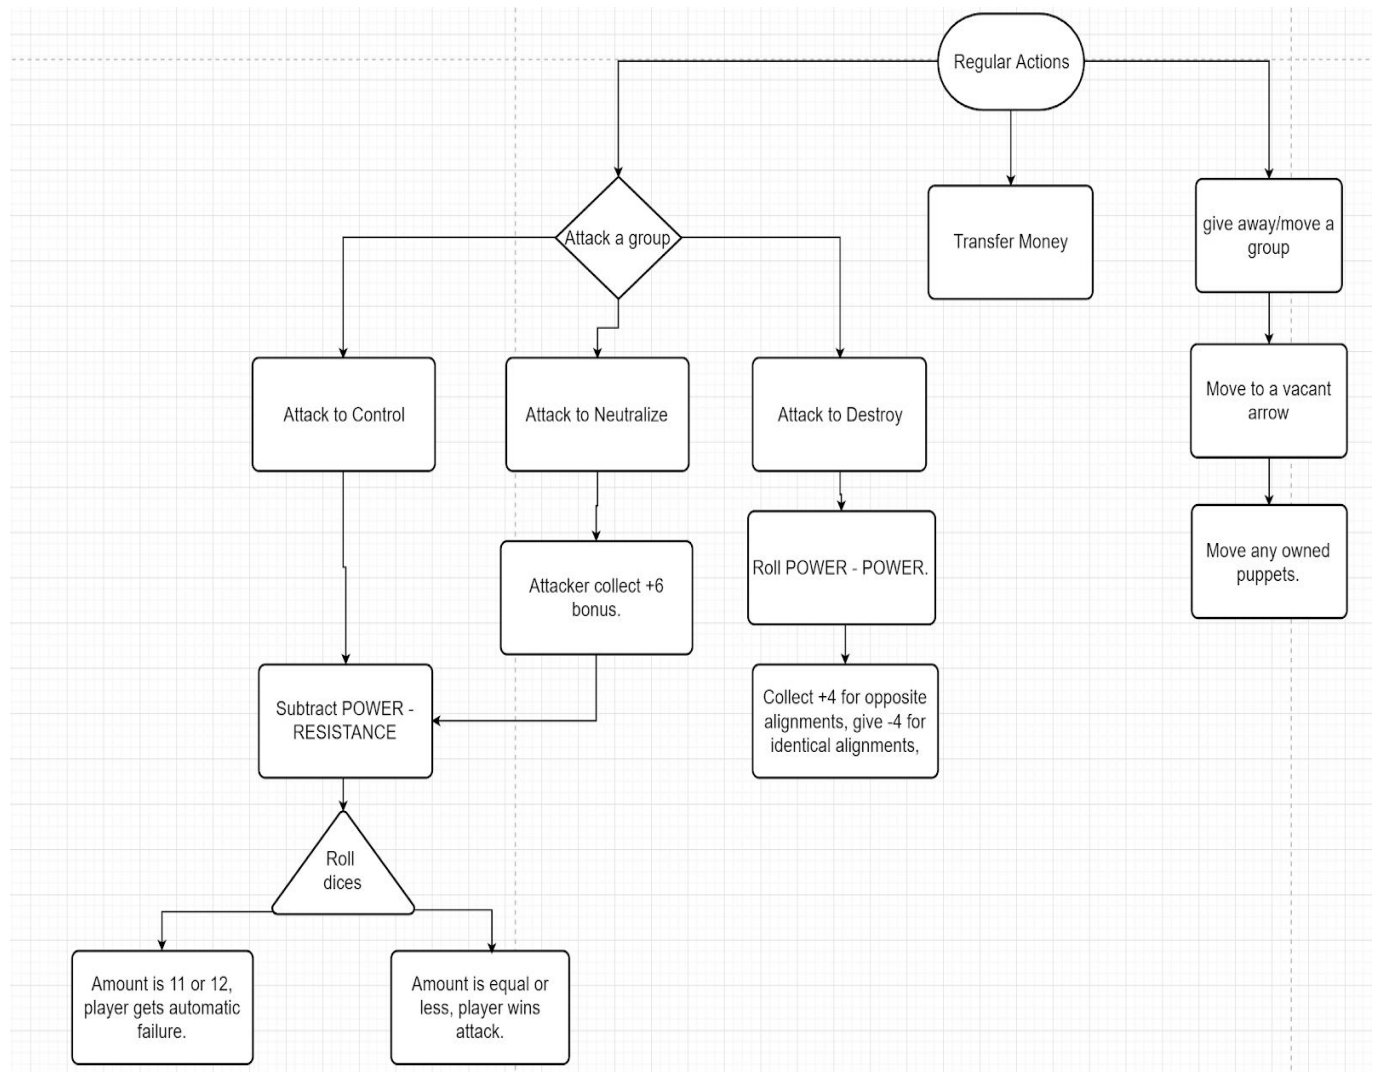 Regular Actions
Attack a group
Transfer Money
give away/move a
group
Attack to Control
Attack to Neutralize
Attack to Destroy
Move to a vacant
arrow
Attacker collect +6
bonus.
Roll POWER - POWER.
Move any owned
puppets.
Subtract POWER -
RESISTANCE
Collect +4 for opposite
alignments, give -4 for
identical alignments,
Roll
dices
Amount is 11 or 12,
player gets automatic
failure.
Amount is equal or
less, player wins
attack.